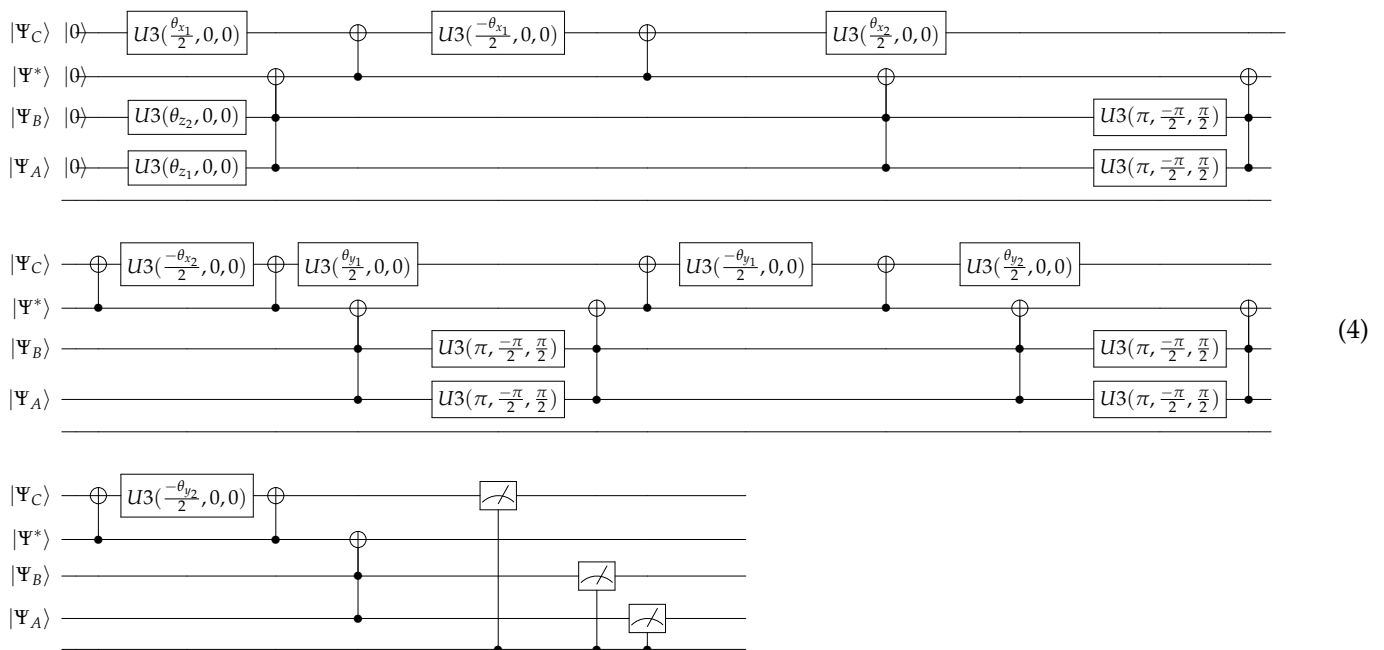 |Ψ_C⟩ |0⟩ U3(θ_{x_1}/2, 0, 0) U3(-θ_{x_1}/2, 0, 0) U3(θ_{x_2}/2, 0, 0)
|Ψ*⟩ |0⟩
|Ψ_B⟩ |0⟩ U3(θ_{z_2}, 0, 0) U3(π, -π/2, π/2)
|Ψ_A⟩ |0⟩ U3(θ_{z_1}, 0, 0) U3(π, -π/2, π/2)
|Ψ_C⟩ U3(-θ_{x_2}/2, 0, 0) U3(θ_{y_1}/2, 0, 0) U3(-θ_{y_1}/2, 0, 0) U3(θ_{y_2}/2, 0, 0)
|Ψ*⟩
(4)
|Ψ_B⟩ U3(π, -π/2, π/2) U3(π, -π/2, π/2)
|Ψ_A⟩ U3(π, -π/2, π/2) U3(π, -π/2, π/2)
|Ψ_C⟩ U3(-θ_{y_2}/2, 0, 0)
|Ψ*⟩
|Ψ_B⟩
|Ψ_A⟩